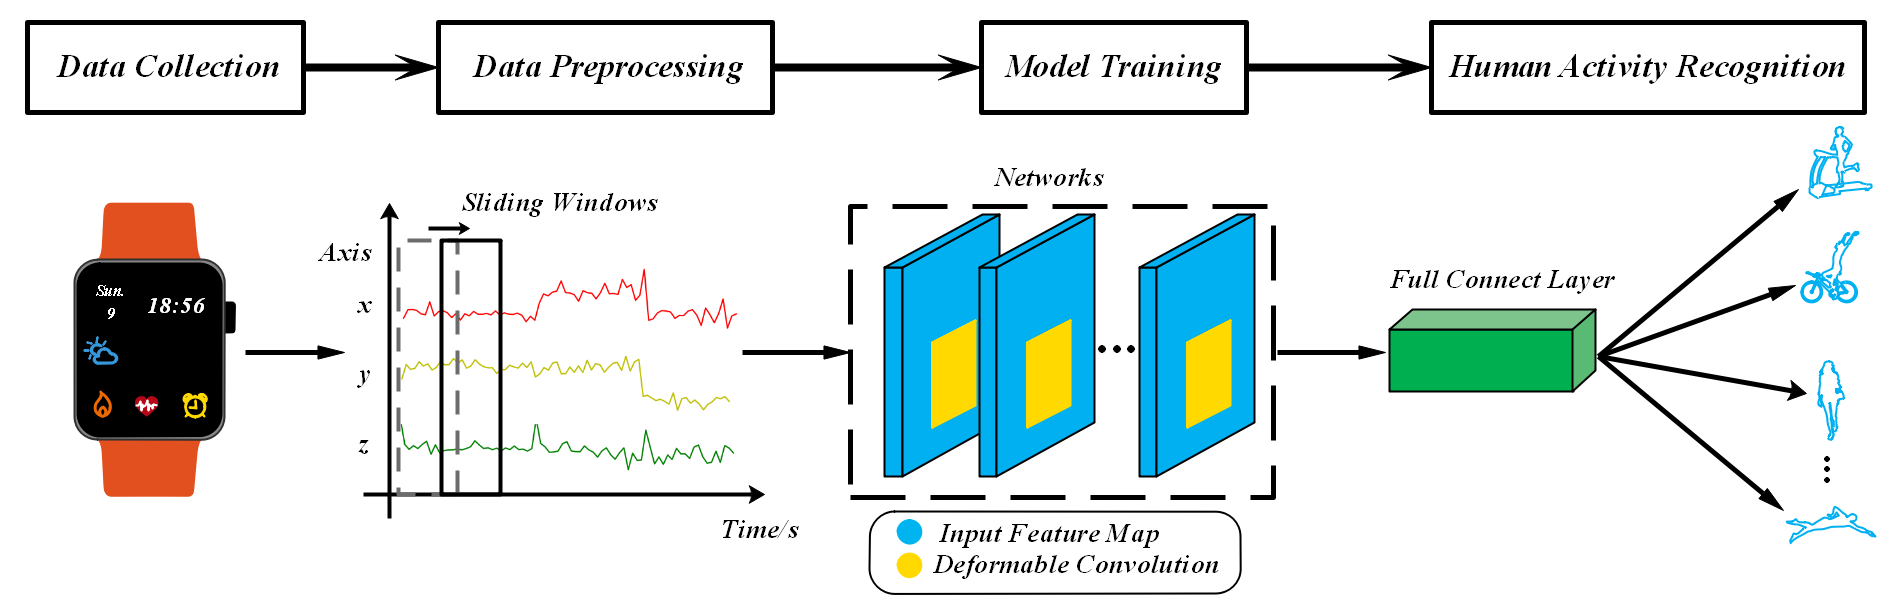 Data Collection
Data Preprocessing
Model Training
Human Activity Recognition
Networks
Sliding Windows
Axis
x
y
z
Time/s
Sun.
9
18:56
Full Connect Layer
Input Feature Map
Deformable Convolution